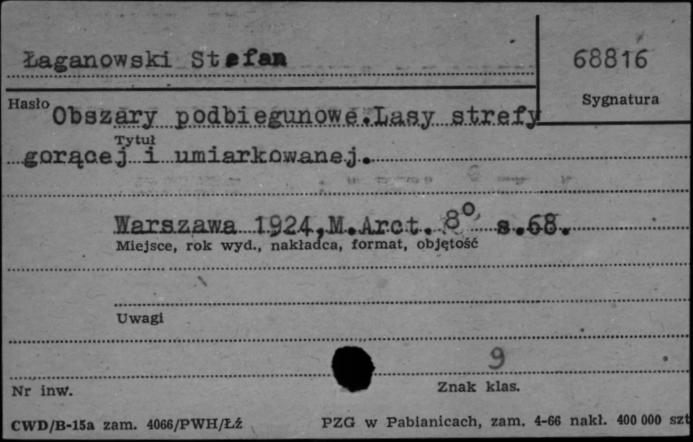 Łaganowski Stefan
68816
Sygnatura
Hasło
Obszary podbiegunowe.Lasy strefy
Tytuł
gorącej i umiarkowanej.
Warszawa 1924,M.Arct. 8⁰ s.68.
Miejsce, rok wyd., nakładca, format, objętość
Uwagi
9
Nr inw.
Znak klas.
CWD/B-15a zam. 4066/PWH/Łź
PZG w Pabianicach, zam. 4-66 nakł. 400 000 szt